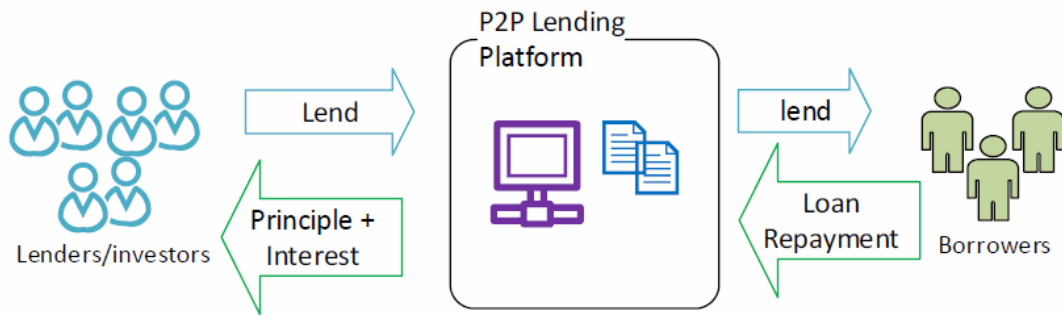 P2P Lending
Platform
Lend
lend
Principle +
Interest
Loan
Repayment
Lenders/investors
Borrowers